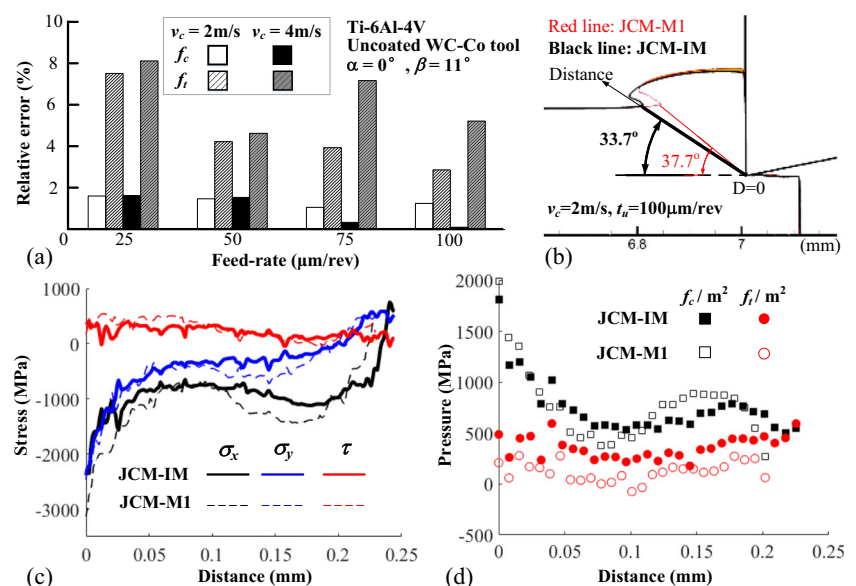 v_c = 2m/s v_c = 4m/s
f_c
f_t
Ti-6Al-4V
Uncoated WC-Co tool
α = 0° , β = 11°
Relative error (%)
10
8
6
4
2
0
25 50 75 100
Feed-rate (μm/rev)
(a)
Red line: JCM-M1
Black line: JCM-IM
Distance
33.7°
37.7°
D=0
v_c=2m/s, t_u=100μm/rev
6.8 7 (mm)
(b)
Stress (MPa)
1000
0
-1000
-2000
-3000
σ_x σ_y τ
JCM-IM
JCM-M1
0 0.05 0.1 0.15 0.2 0.25
Distance (mm)
(c)
Pressure (MPa)
2000
1500
1000
500
0
-500
f_c / m² f_t / m²
JCM-IM
JCM-M1
0 0.05 0.1 0.15 0.2 0.25
Distance (mm)
(d)